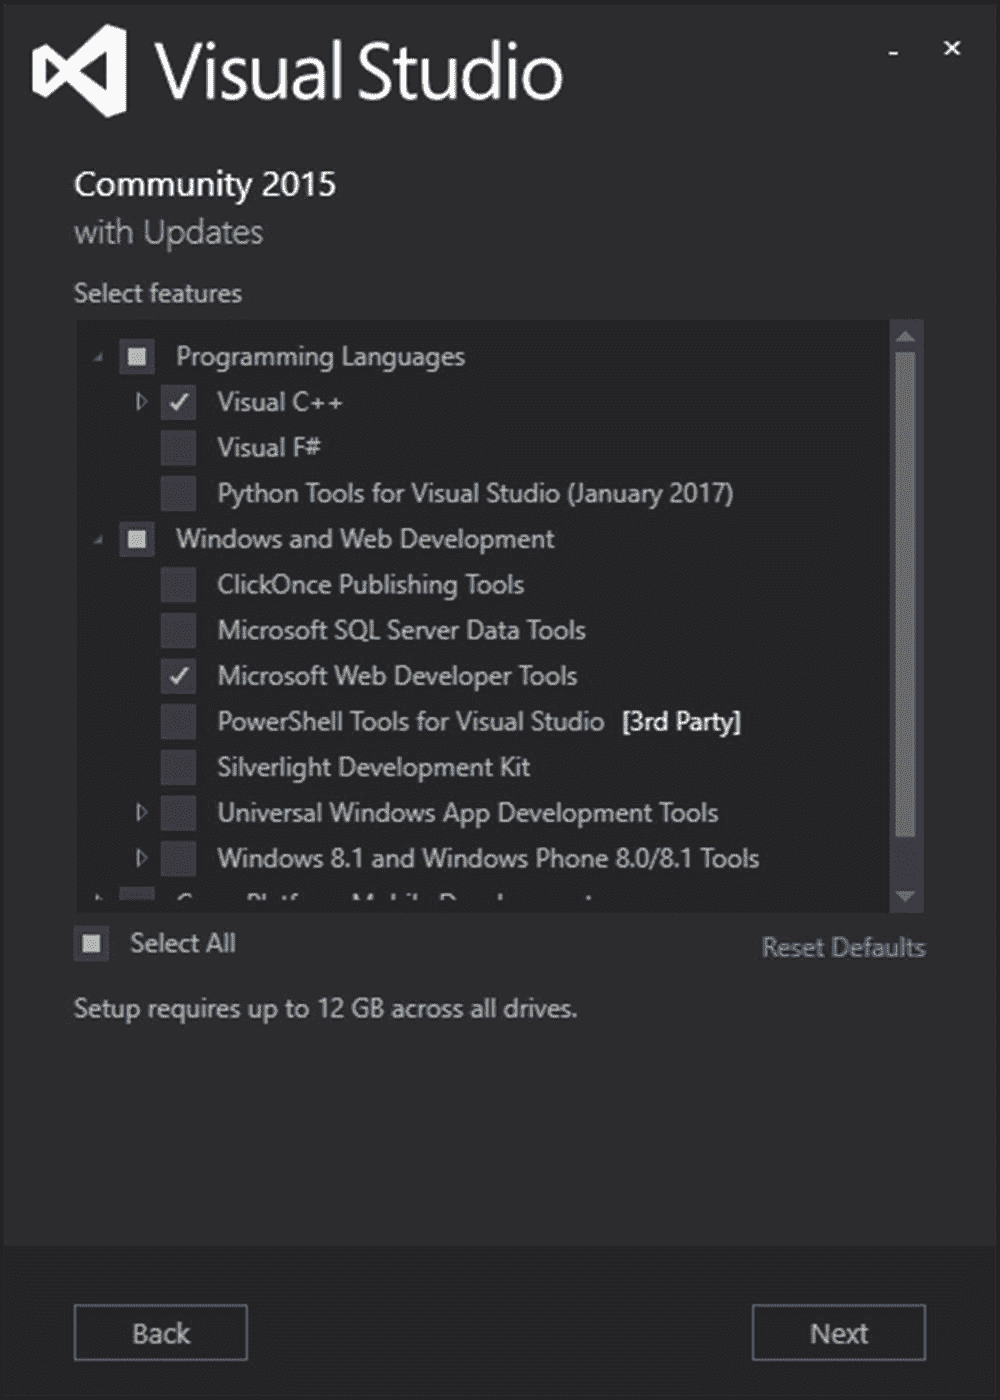 Visual Studio
Community 2015
with Updates
Select features
Programming Languages
Visual C++
Visual F#
Python Tools for Visual Studio (January 2017)
Windows and Web Development
ClickOnce Publishing Tools
Microsoft SQL Server Data Tools
Microsoft Web Developer Tools
PowerShell Tools for Visual Studio [3rd Party]
Silverlight Development Kit
Universal Windows App Development Tools
Windows 8.1 and Windows Phone 8.0/8.1 Tools
Select All
Reset Defaults
Setup requires up to 12 GB across all drives.
Back
Next